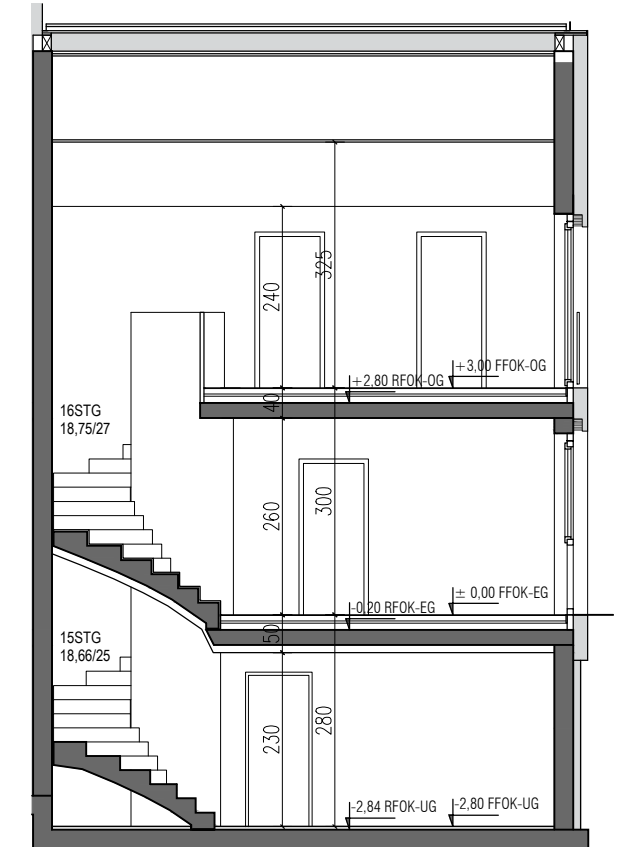 325
240
+3,00 FFOK-OG
+2,80 RFOK-OG
40
16STG
18,75/27
260
300
± 0,00 FFOK-EG
-0,20 RFOK-EG
50
15STG
18,66/25
230
280
-2,84 RFOK-UG
-2,80 FFOK-UG